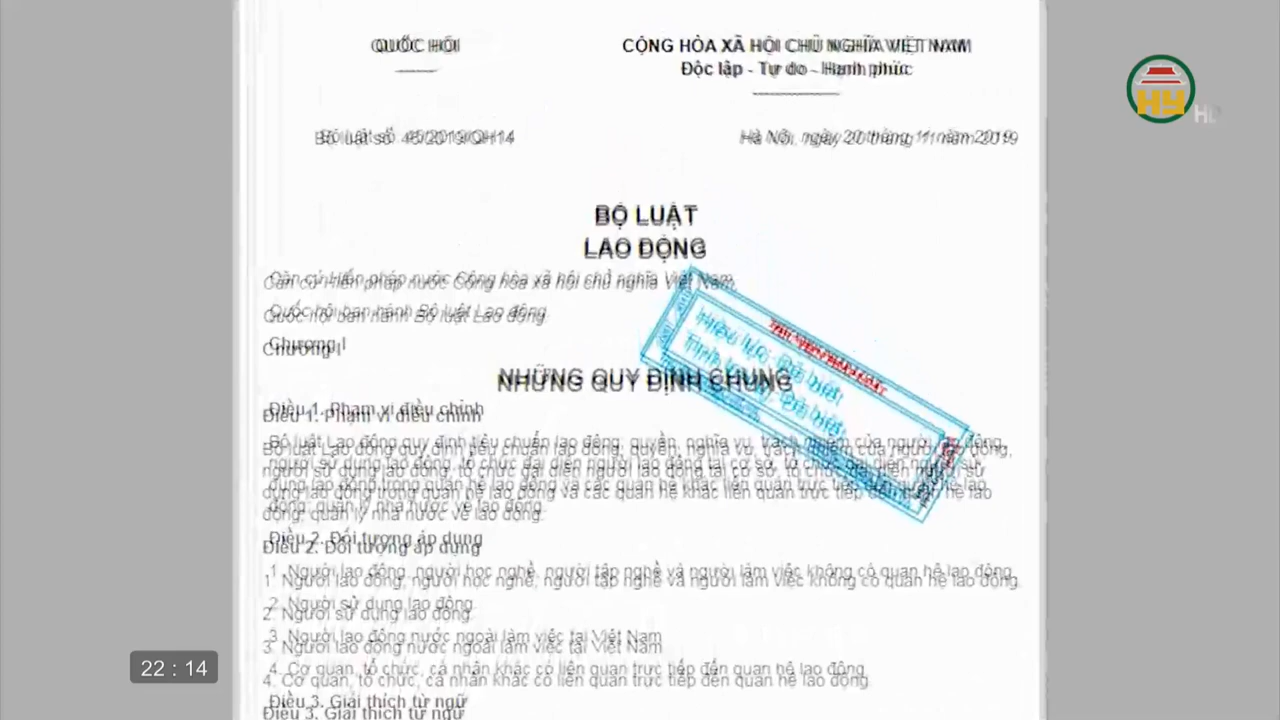 QUỐC HỘI
CỘNG HÒA XÃ HỘI CHỦ NGHĨA VIỆT NAM
Độc lập - Tự do - Hạnh phúc
HY HD
Bộ luật số: 45/2019/QH14
Hà Nội, ngày 20 tháng 11 năm 2019
BỘ LUẬT
LAO ĐỘNG
Căn cứ Hiến pháp nước Cộng hòa xã hội chủ nghĩa Việt Nam;
Quốc hội ban hành Bộ luật Lao động.
Chương I
NHỮNG QUY ĐỊNH CHUNG
Hiệu lực: Đã biết
Tình trạng: Đã biết
Điều 1. Phạm vi điều chỉnh
Bộ luật Lao động quy định tiêu chuẩn lao động; quyền, nghĩa vụ, trách nhiệm của người lao động,
người sử dụng lao động, tổ chức đại diện người lao động tại cơ sở, tổ chức đại diện người sử
dụng lao động trong quan hệ lao động và các quan hệ khác liên quan trực tiếp đến quan hệ lao
động; quản lý nhà nước về lao động.
Điều 2. Đối tượng áp dụng
1. Người lao động, người học nghề, người tập nghề và người làm việc không có quan hệ lao động.
2. Người sử dụng lao động.
3. Người lao động nước ngoài làm việc tại Việt Nam
4. Cơ quan, tổ chức, cá nhân khác có liên quan trực tiếp đến quan hệ lao động.
Điều 3. Giải thích từ ngữ
22 : 14